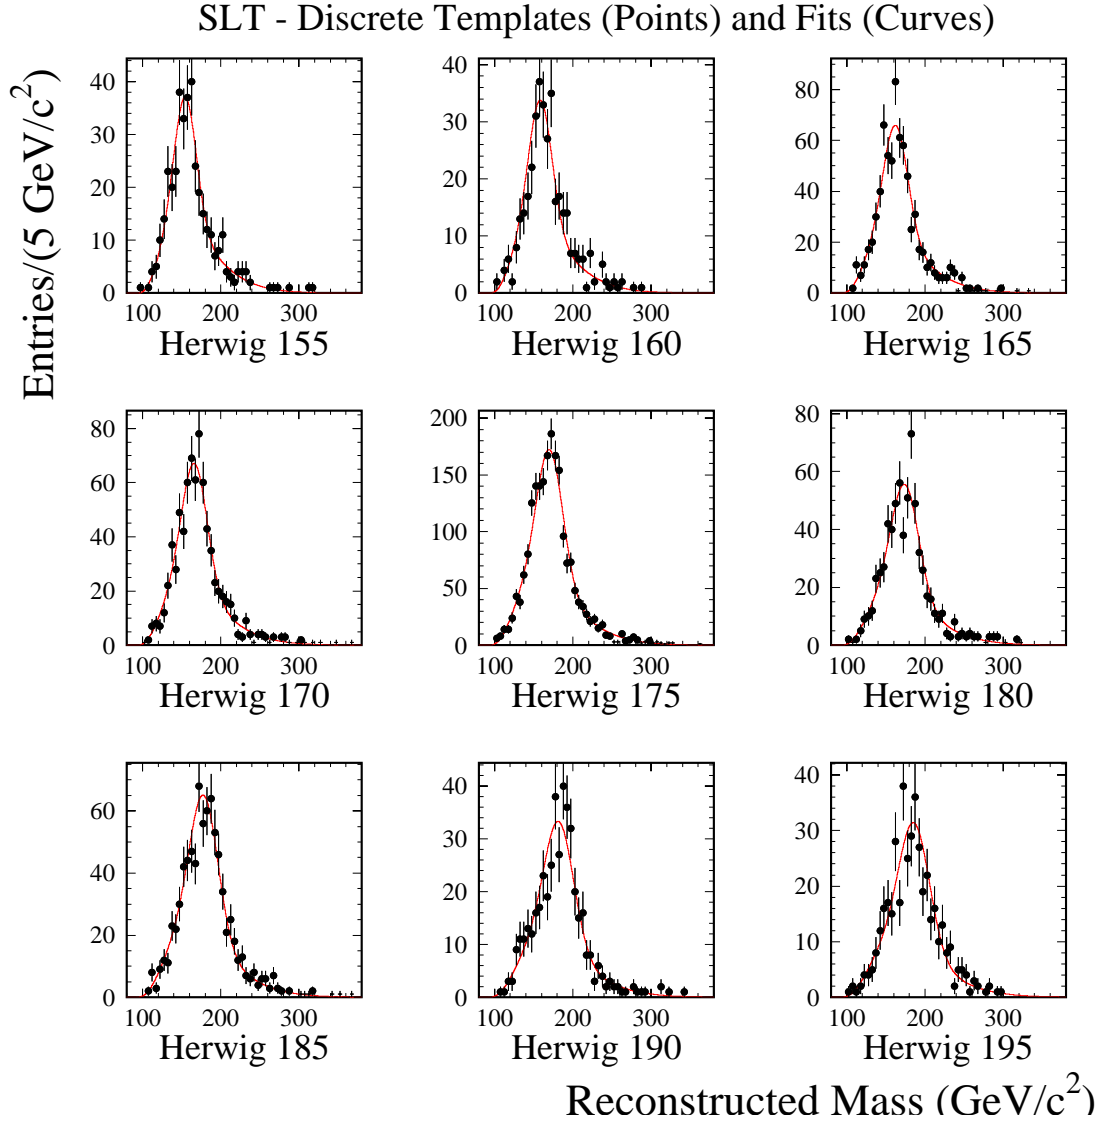 SLT - Discrete Templates (Points) and Fits (Curves)
Entries/(5 GeV/c²)
40
30
20
10
0
100 200 300
Herwig 155
40
30
20
10
0
100 200 300
Herwig 160
80
60
40
20
0
100 200 300
Herwig 165
80
60
40
20
0
100 200 300
Herwig 170
200
150
100
50
0
100 200 300
Herwig 175
80
60
40
20
0
100 200 300
Herwig 180
60
40
20
0
100 200 300
Herwig 185
40
30
20
10
0
100 200 300
Herwig 190
40
30
20
10
0
100 200 300
Herwig 195
Reconstructed Mass (GeV/c²)